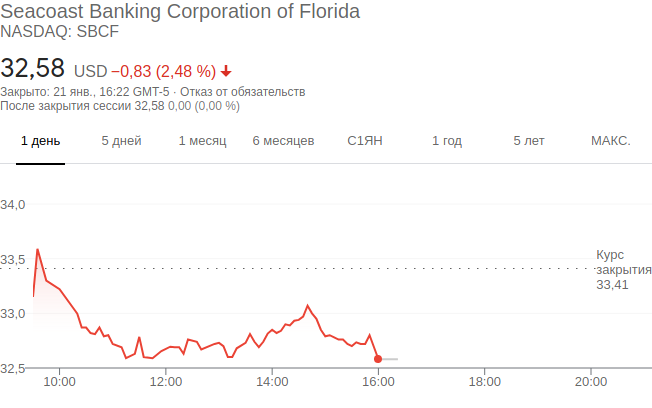 Seacoast Banking Corporation of Florida
NASDAQ: SBCF
32,58 USD −0,83 (2,48 %)
Закрыто: 21 янв., 16:22 GMT-5 · Отказ от обязательств
После закрытия сессии 32,58 0,00 (0,00 %)
1 день 5 дней 1 месяц 6 месяцев С1ЯН 1 год 5 лет МАКС.
34,0
33,5
Курс
закрытия
33,41
33,0
32,5
10:00 12:00 14:00 16:00 18:00 20:00